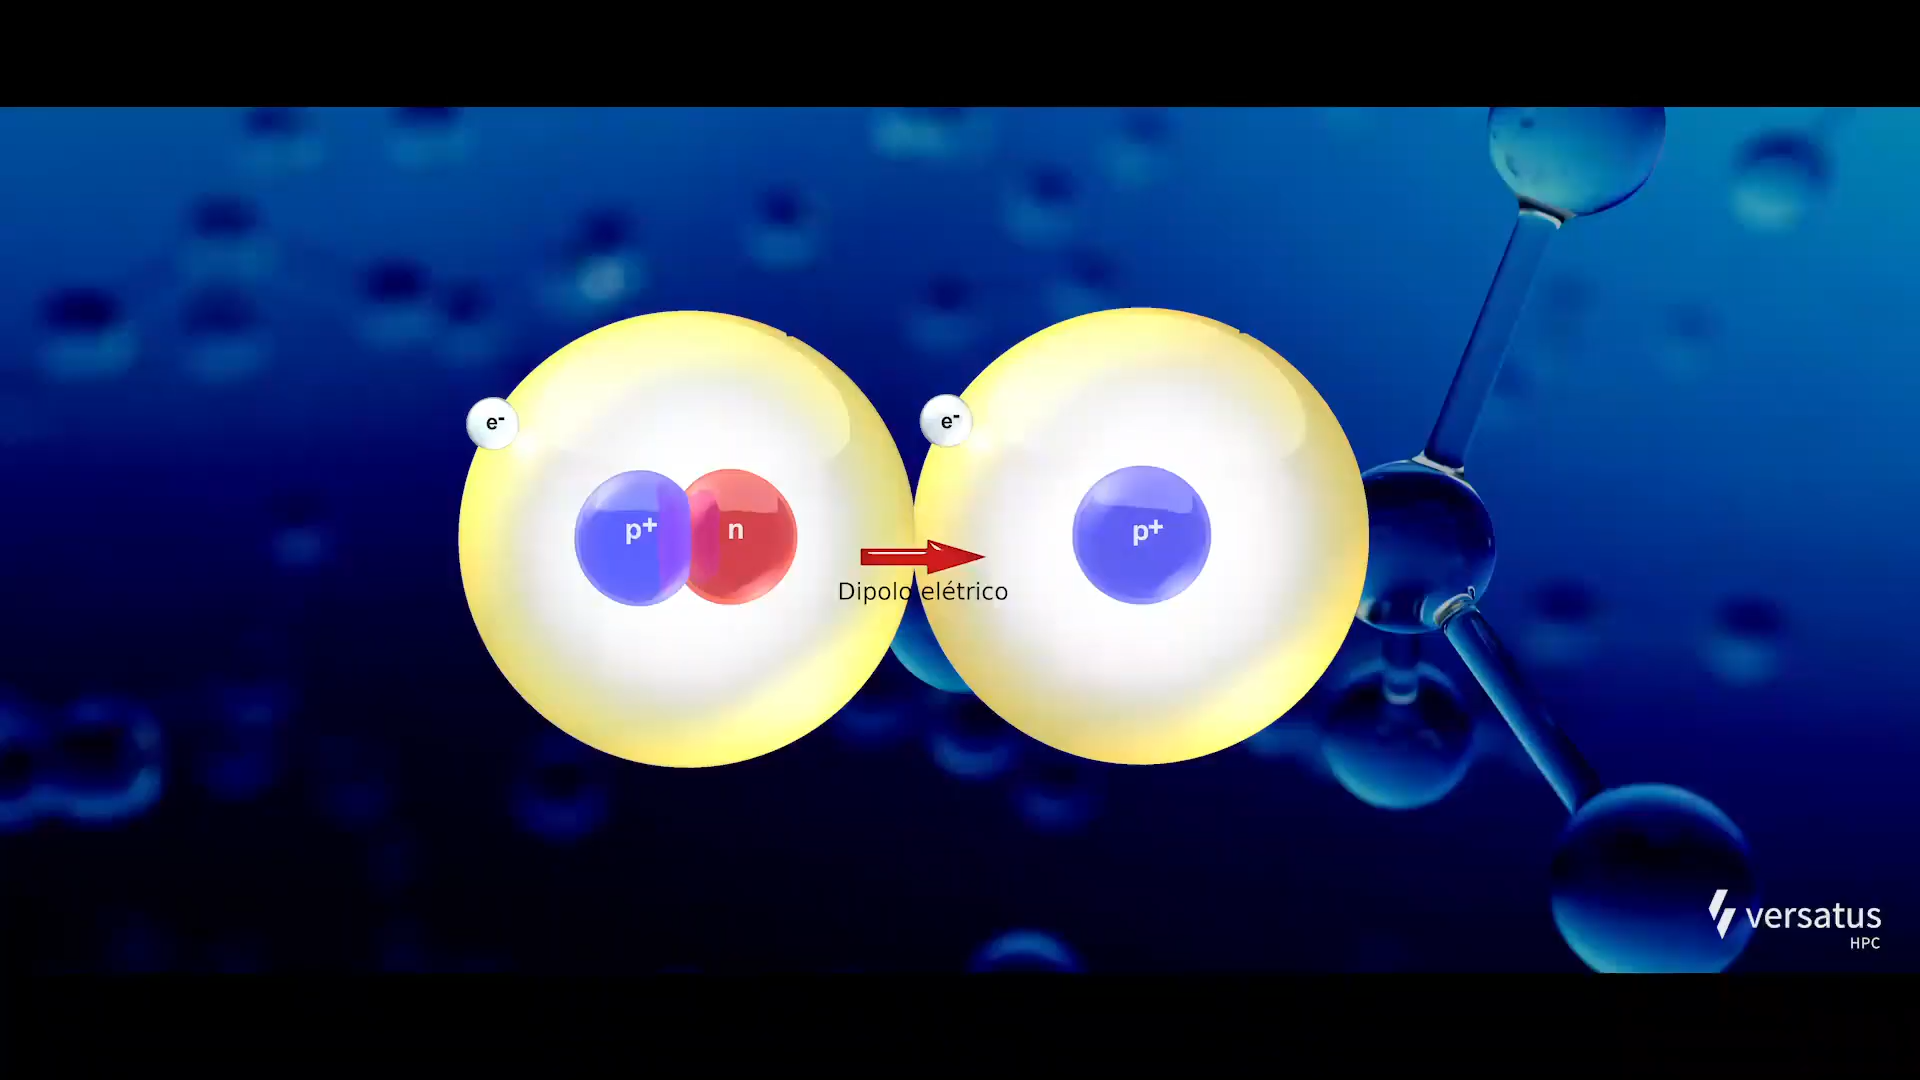 e⁻
e⁻
p⁺
n
p⁺
Dipolo elétrico
versatus
HPC